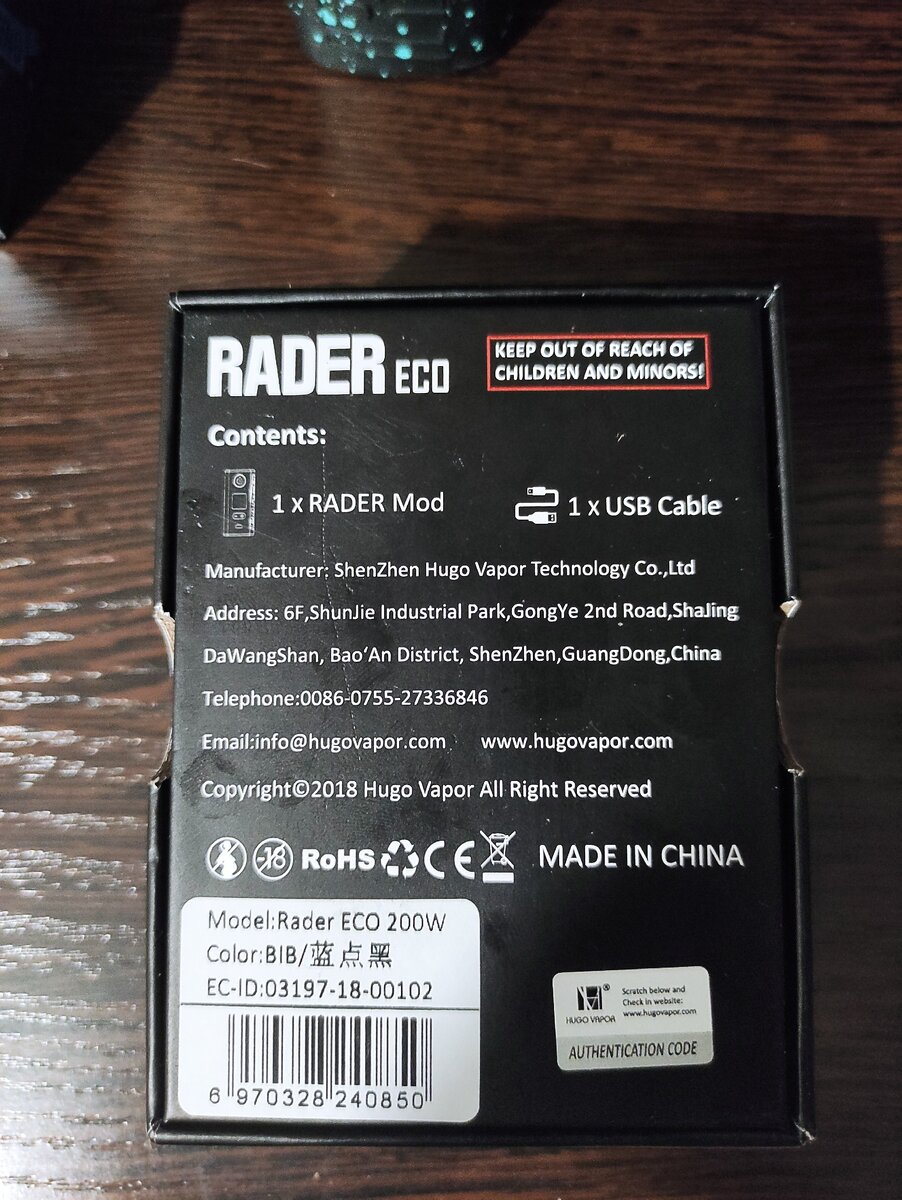 RADER ECO
KEEP OUT OF REACH OF
CHILDREN AND MINORS!
Contents:
1 x RADER Mod
1 x USB Cable
Manufacturer: ShenZhen Hugo Vapor Technology Co.,Ltd
Address: 6F,ShunJie Industrial Park,GongYe 2nd Road,ShaJing
DaWangShan, Bao'An District, ShenZhen,GuangDong,China
Telephone:0086-0755-27336846
Email:info@hugovapor.com www.hugovapor.com
Copyright©2018 Hugo Vapor All Right Reserved
-18 RoHS CE MADE IN CHINA
Model:Rader ECO 200W
Color:BIB/蓝点黑
EC-ID:03197-18-00102
6 970328 240850
HUGO VAPOR
Scratch below and
Check in website:
www.hugovapor.com
AUTHENTICATION CODE